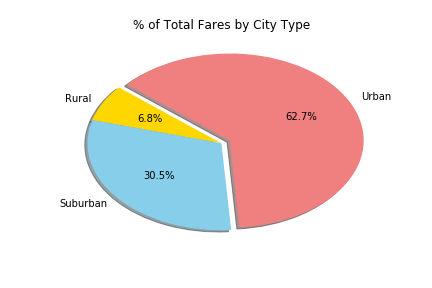 % of Total Fares by City Type
Urban
Rural
62.7%
6.8%
30.5%
Suburban